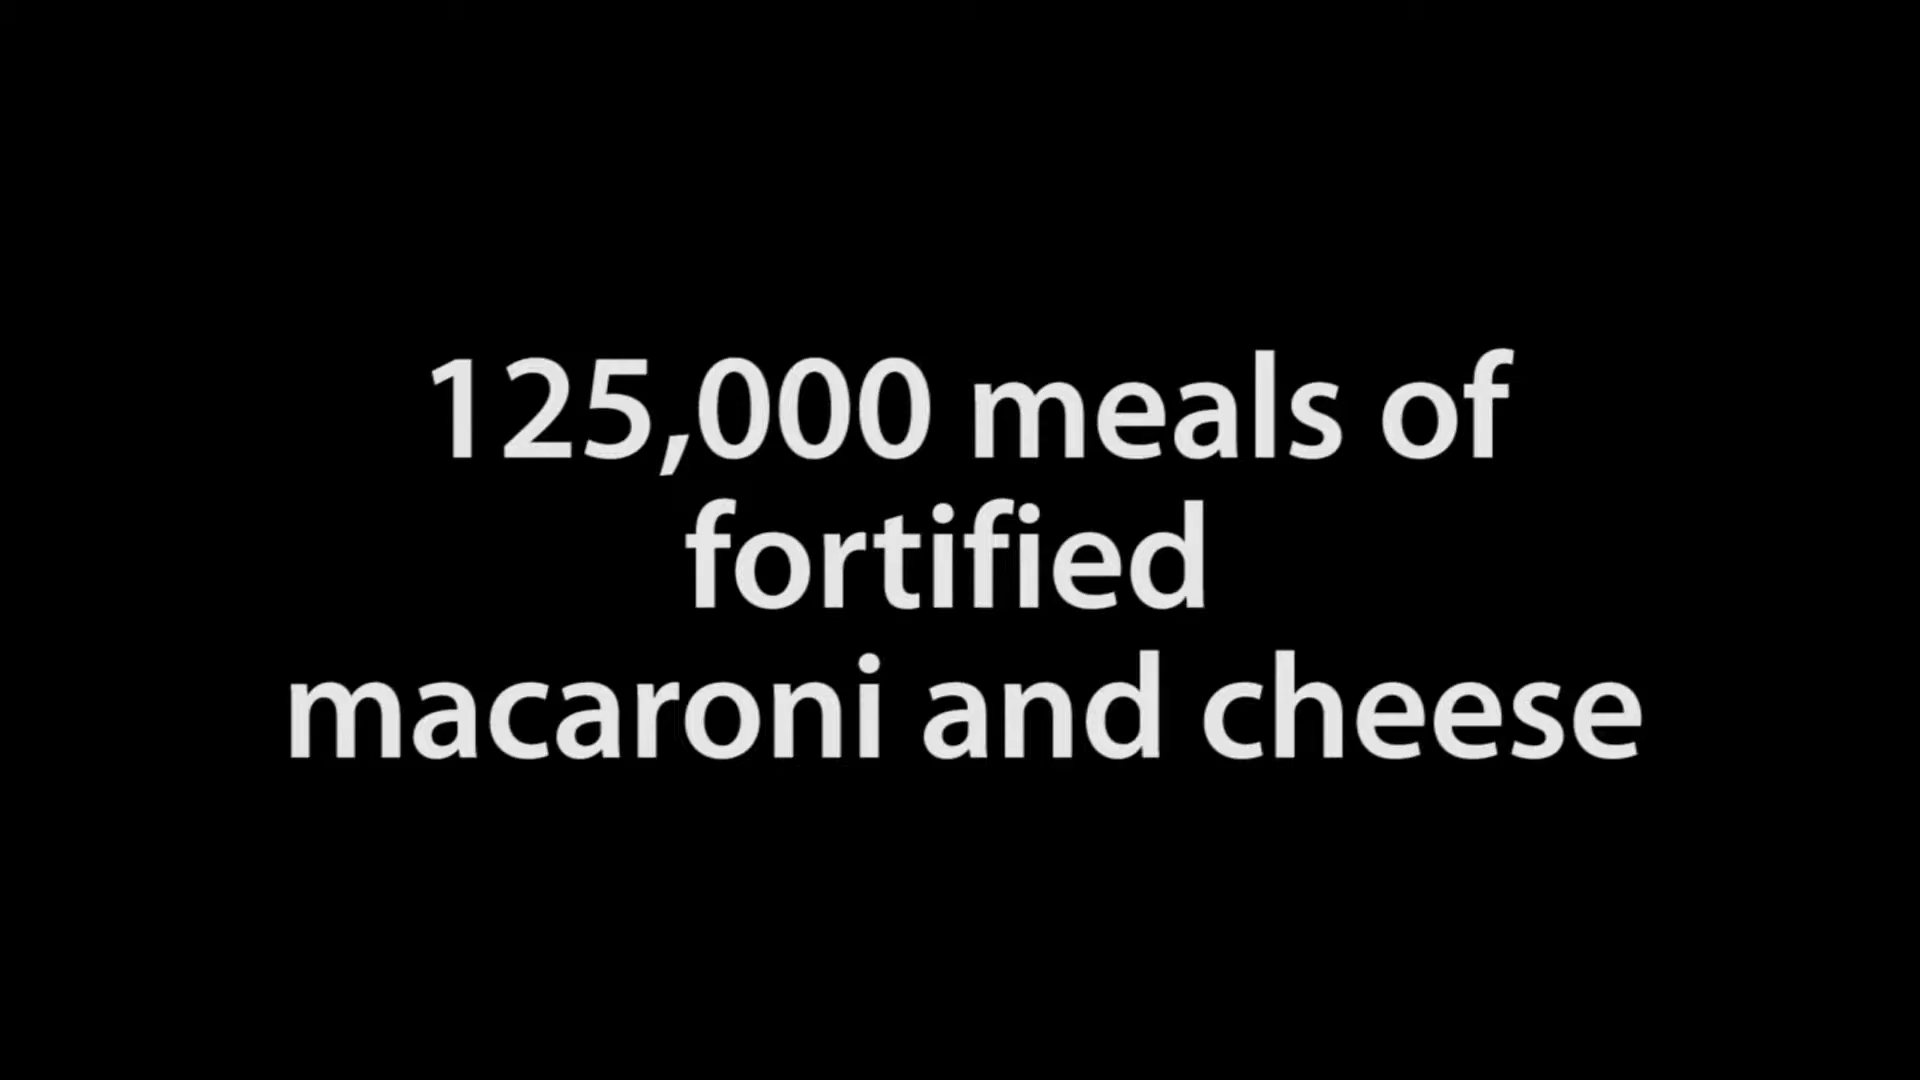 125,000 meals of
fortified
macaroni and cheese